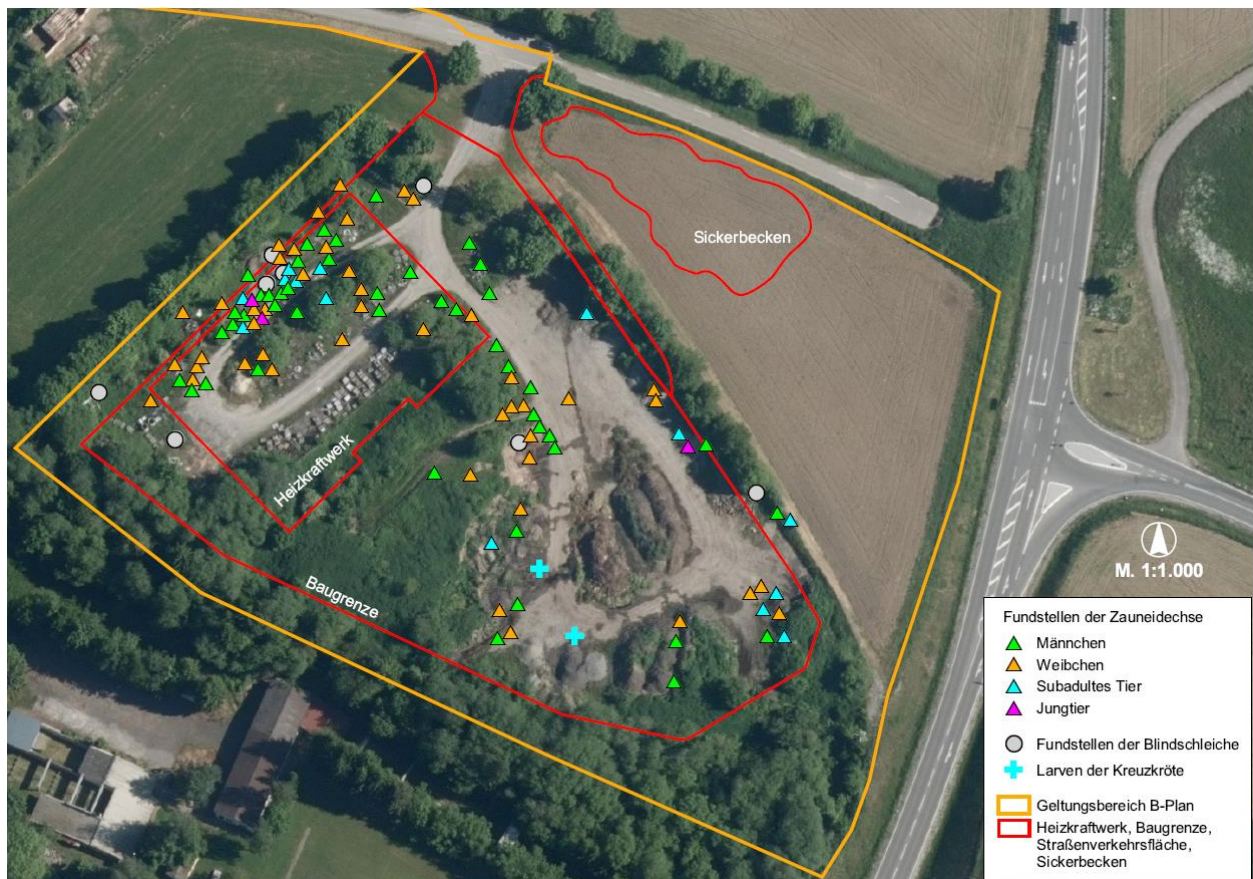 Sickerbecken
Heizkraftwerk
Baugrenze
M. 1:1.000
Fundstellen der Zauneidechse
Männchen
Weibchen
Subadultes Tier
Jungtier
Fundstellen der Blindschleiche
Larven der Kreuzkröte
Geltungsbereich B-Plan
Heizkraftwerk, Baugrenze,
Straßenverkehrsfläche,
Sickerbecken